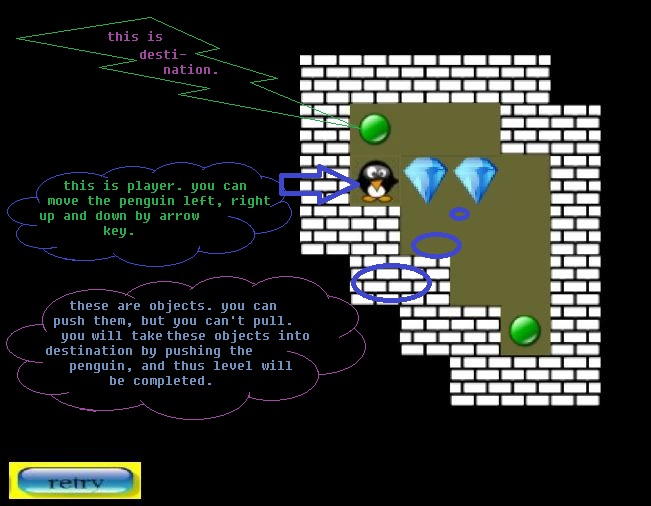 this is
desti-
nation.
this is player. you can
move the penguin left, right
up and down by arrow
key.
these are objects. you can
push them, but you can't pull.
you will take these objects into
destination by pushing the
penguin, and thus level will
be completed.
retry